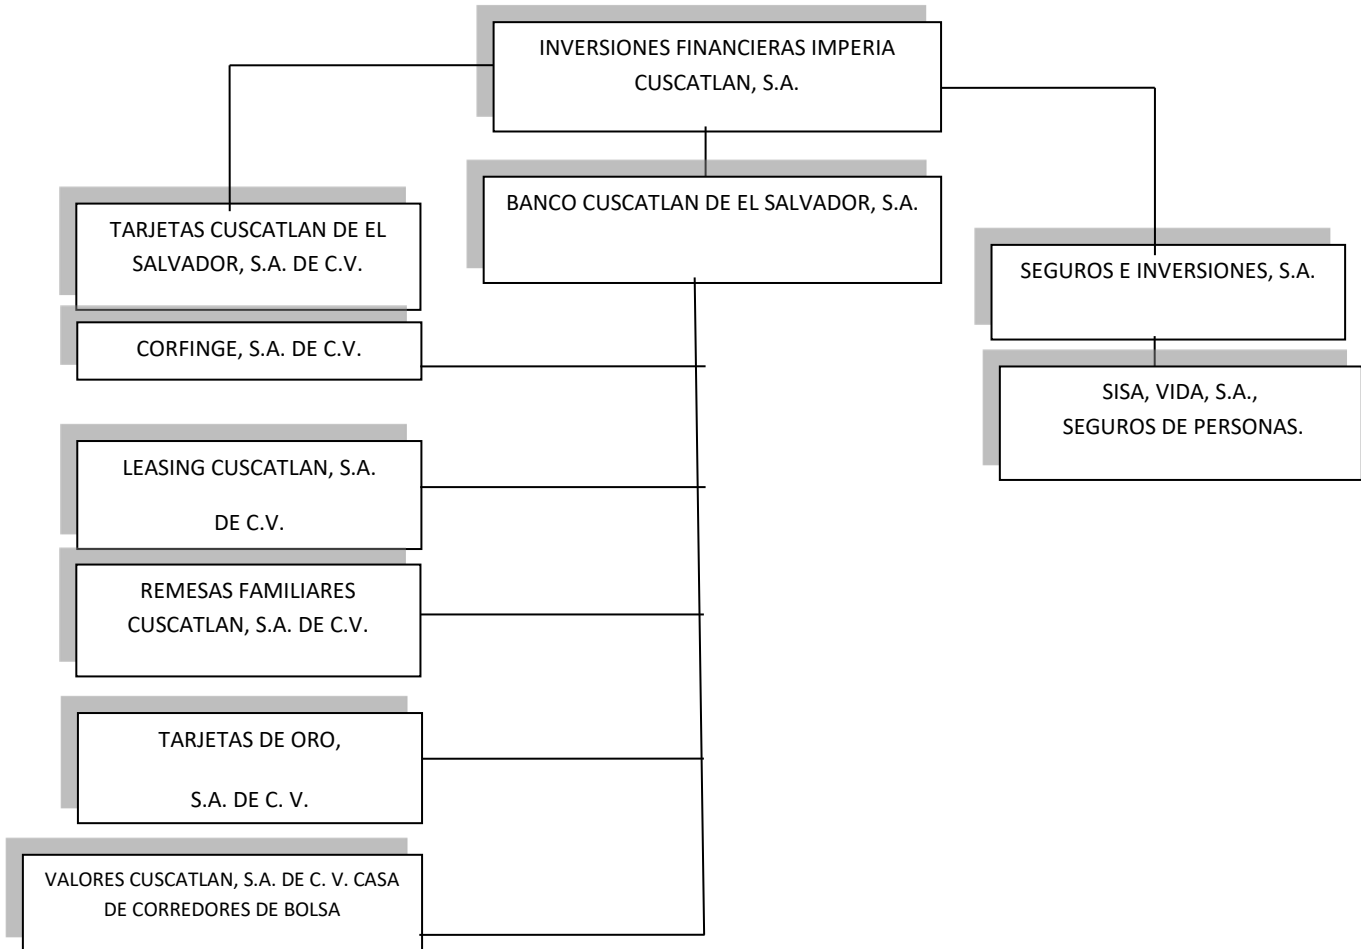 INVERSIONES FINANCIERAS IMPERIA
CUSCATLAN, S.A.
TARJETAS CUSCATLAN DE EL
SALVADOR, S.A. DE C.V.
BANCO CUSCATLAN DE EL SALVADOR, S.A.
SEGUROS E INVERSIONES, S.A.
CORFINGE, S.A. DE C.V.
SISA, VIDA, S.A.,
SEGUROS DE PERSONAS.
LEASING CUSCATLAN, S.A.
DE C.V.
REMESAS FAMILIARES
CUSCATLAN, S.A. DE C.V.
TARJETAS DE ORO,
S.A. DE C. V.
VALORES CUSCATLAN, S.A. DE C. V. CASA
DE CORREDORES DE BOLSA